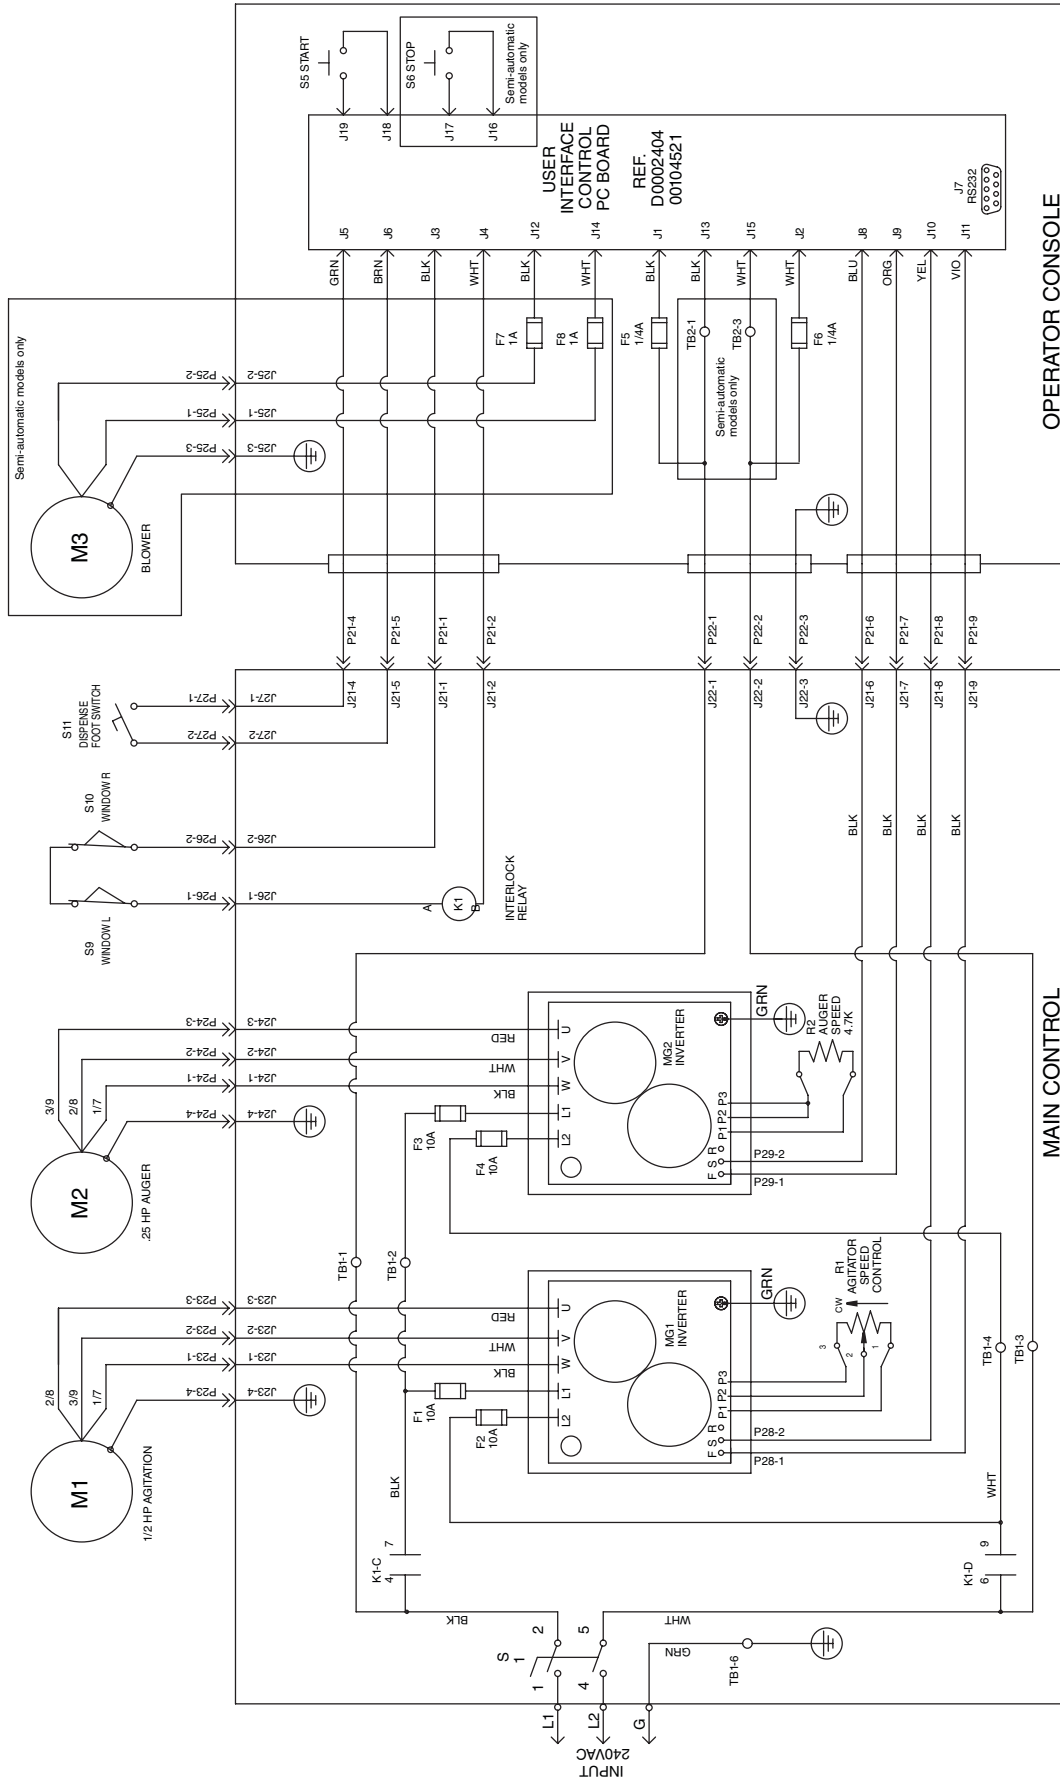 Semi-automatic models only
M3
BLOWER
P25-3
P25-1
P25-2
J25-3
J25-1
J25-2
S11
DISPENSE
FOOT SWITCH
P27-2
P27-1
J27-2
J27-1
S9
WINDOW L
S10
WINDOW R
P26-1
P26-2
J26-1
J26-2
M2
.25 HP AUGER
1/7
2/8
3/9
P24-4
P24-1
P24-2
P24-3
J24-4
J24-1
J24-2
J24-3
M1
1/2 HP AGITATION
1/7
3/9
2/8
P23-4
P23-1
P23-2
P23-3
J23-4
J23-1
J23-2
J23-3
S5 START
S6 STOP
Semi-automatic
models only
J19
J18
J17
J16
USER
INTERFACE
CONTROL
PC BOARD
REF.
D0002404
00104521
J7
RS232
J5
J6
J3
J4
J12
J14
J1
J13
J15
J2
J8
J9
J10
J11
GRN
BRN
BLK
WHT
BLK
WHT
BLK
BLK
WHT
WHT
BLU
ORG
YEL
VIO
F7
1A
F8
1A
F5
1/4A
TB2-1
TB2-3
F6
1/4A
Semi-automatic
models only
OPERATOR CONSOLE
P21-4
P21-5
P21-1
P21-2
P22-1
P22-2
P22-3
P21-6
P21-7
P21-8
P21-9
J21-4
J21-5
J21-1
J21-2
J22-1
J22-2
J22-3
J21-6
J21-7
J21-8
J21-9
BLK
BLK
BLK
BLK
A
K1
B
INTERLOCK
RELAY
RED
WHT
BLK
F3
10A
F4
10A
L2
L1
W
V
U
MG2
INVERTER
F
S
R
P1
P2
P3
P29-1
P29-2
GRN
R2
AUGER
SPEED
4.7K
TB1-1
TB1-2
RED
WHT
BLK
F1
10A
F2
10A
L2
L1
W
V
U
MG1
INVERTER
F
S
R
P1
P2
P3
P28-1
P28-2
GRN
R1
AGITATOR
SPEED
CONTROL
CW
3
2
1
TB1-4
TB1-3
BLK
WHT
K1-C
4
7
K1-D
6
9
BLK
WHT
S
1
1
2
4
5
GRN
TB1-6
L1
L2
G
INPUT
240VAC
MAIN CONTROL